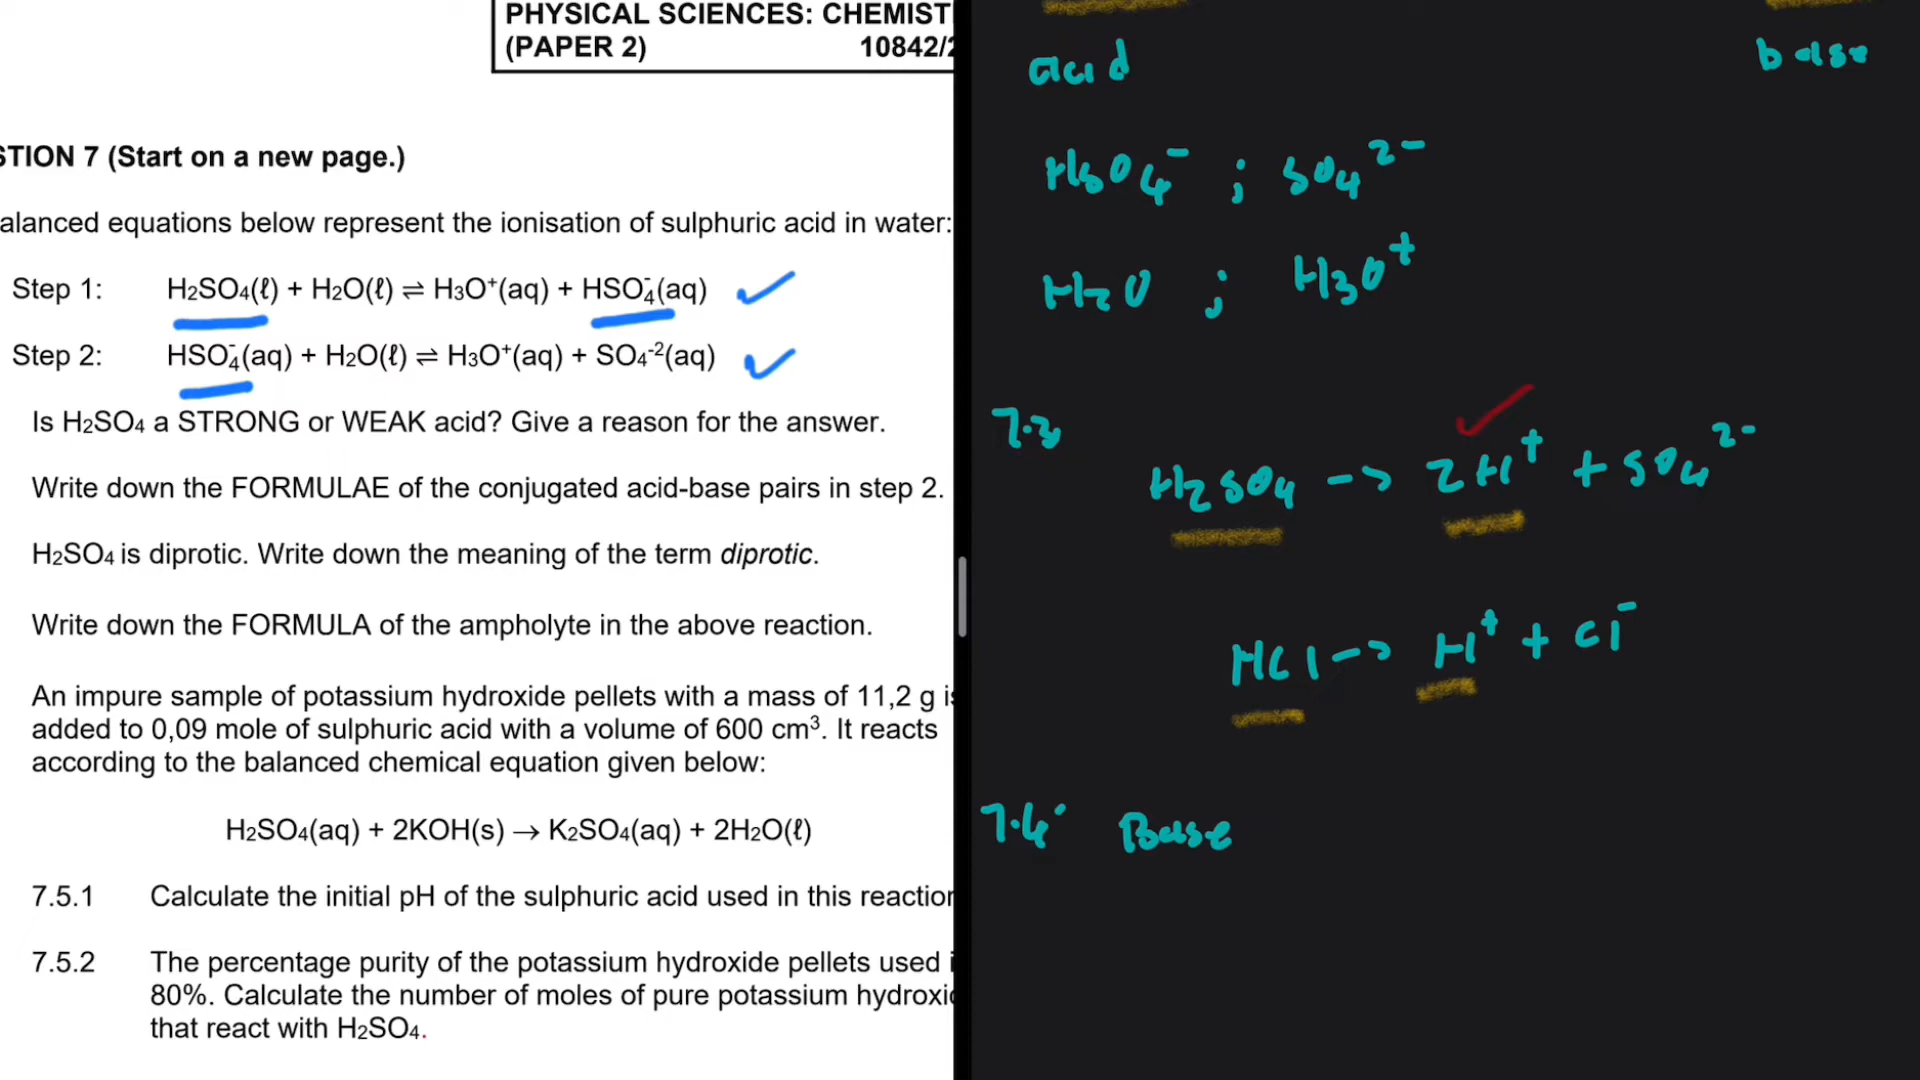 PHYSICAL SCIENCES: CHEMIST
(PAPER 2) 10842/2
STION 7 (Start on a new page.)
alanced equations below represent the ionisation of sulphuric acid in water:
Step 1: H₂SO₄(ℓ) + H₂O(ℓ) ⇌ H₃O⁺(aq) + HSO₄⁻(aq)
Step 2: HSO₄⁻(aq) + H₂O(ℓ) ⇌ H₃O⁺(aq) + SO₄⁻²(aq)
Is H₂SO₄ a STRONG or WEAK acid? Give a reason for the answer.
Write down the FORMULAE of the conjugated acid-base pairs in step 2.
H₂SO₄ is diprotic. Write down the meaning of the term diprotic.
Write down the FORMULA of the ampholyte in the above reaction.
An impure sample of potassium hydroxide pellets with a mass of 11,2 g is
added to 0,09 mole of sulphuric acid with a volume of 600 cm³. It reacts
according to the balanced chemical equation given below:
H₂SO₄(aq) + 2KOH(s) → K₂SO₄(aq) + 2H₂O(ℓ)
7.5.1 Calculate the initial pH of the sulphuric acid used in this reaction
7.5.2 The percentage purity of the potassium hydroxide pellets used i
80%. Calculate the number of moles of pure potassium hydroxid
that react with H₂SO₄.
acid base
HSO₄⁻ ; SO₄²⁻
H₂O ; H₃O⁺
7.3
H₂SO₄ → 2H⁺ + SO₄²⁻
HCl → H⁺ + Cl⁻
7.4 Base